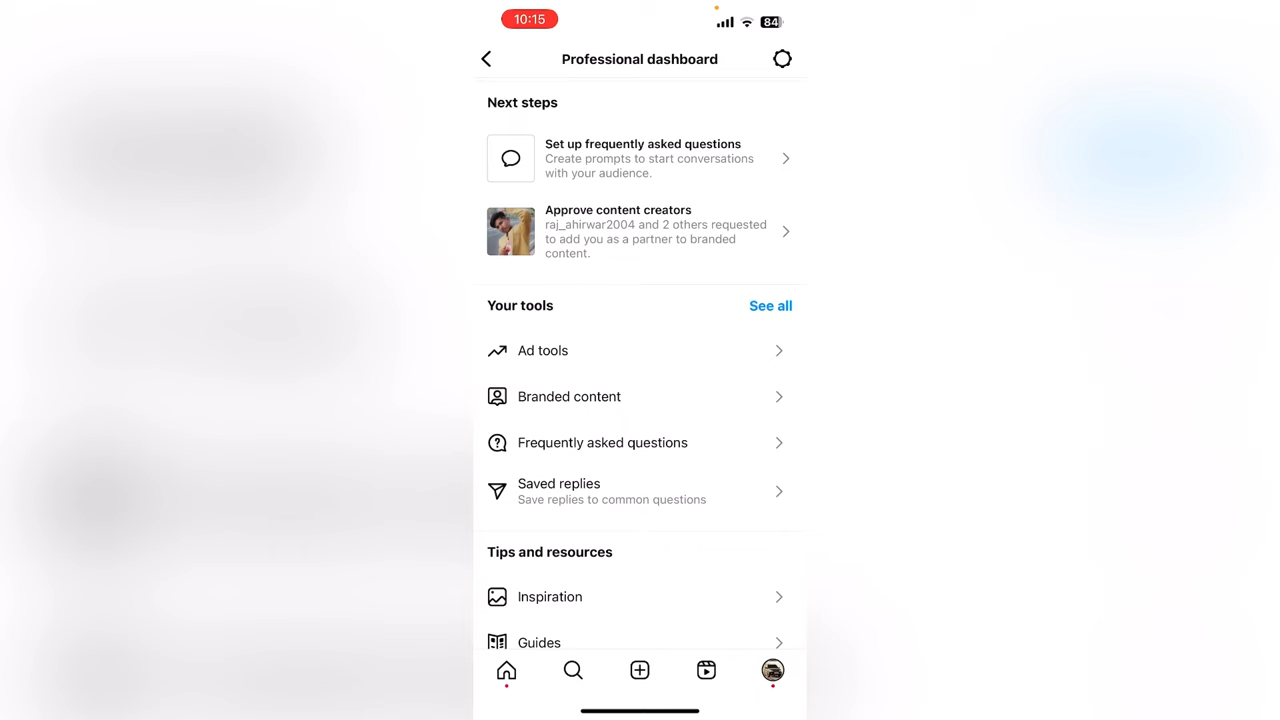 10:15
84
Professional dashboard
Next steps
Set up frequently asked questions
Create prompts to start conversations
with your audience.
Approve content creators
raj_ahirwar2004 and 2 others requested
to add you as a partner to branded
content.
Your tools
See all
Ad tools
Branded content
Frequently asked questions
Saved replies
Save replies to common questions
Tips and resources
Inspiration
Guides